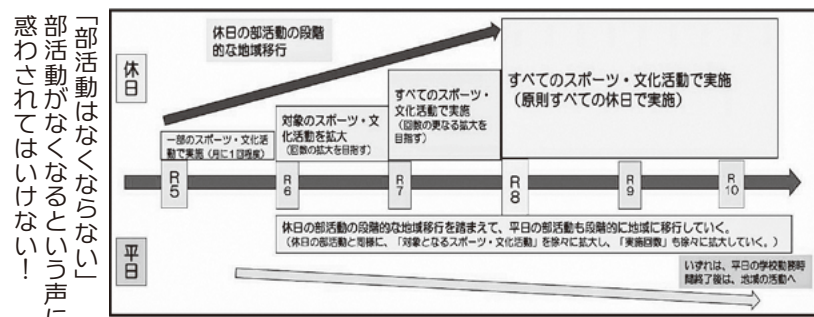 「部活動はなくならない」
部活動がなくなるという声に
惑わされてはいけない！
休日の部活動の段階
的な地域移行
休日
一部のスポーツ・文化活
動で実施（月に1回程度）
対象のスポーツ・文
化活動を拡大
（回数の拡大を目指す）
すべてのスポーツ・
文化活動で実施
（回数の更なる拡大を
目指す）
すべてのスポーツ・文化活動で実施
（原則すべての休日で実施）
R5
R6
R7
R8
R9
R10
平日
休日の部活動の段階的な地域移行を踏まえて、平日の部活動も段階的に地域に移行していく。
（休日の部活動と同様に、「対象となるスポーツ・文化活動」を徐々に拡大し、「実施回数」も徐々に拡大していく。）
いずれは、平日の学校勤務時
間終了後は、地域の活動へ